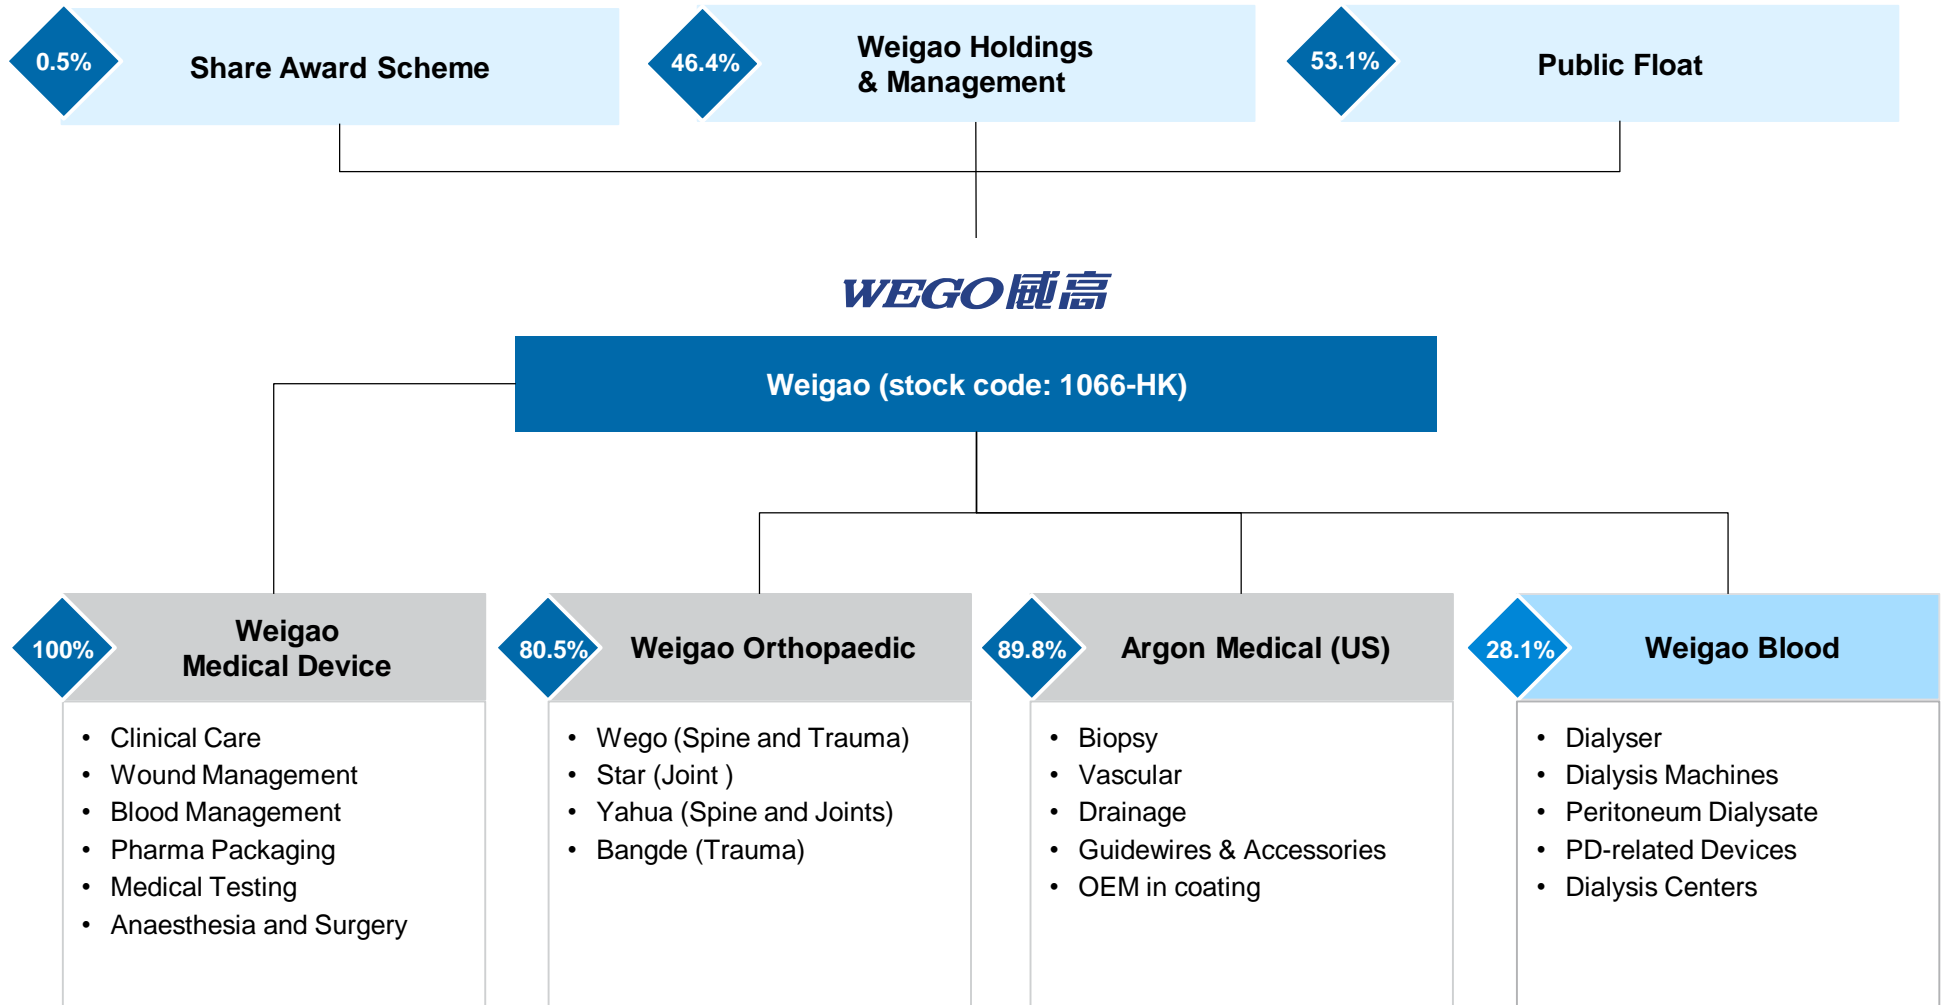 0.5%
Share Award Scheme
46.4%
Weigao Holdings
& Management
53.1%
Public Float
WEGO威高
Weigao (stock code: 1066-HK)
100%
Weigao
Medical Device
• Clinical Care
• Wound Management
• Blood Management
• Pharma Packaging
• Medical Testing
• Anaesthesia and Surgery
80.5%
Weigao Orthopaedic
• Wego (Spine and Trauma)
• Star (Joint )
• Yahua (Spine and Joints)
• Bangde (Trauma)
89.8%
Argon Medical (US)
• Biopsy
• Vascular
• Drainage
• Guidewires & Accessories
• OEM in coating
28.1%
Weigao Blood
• Dialyser
• Dialysis Machines
• Peritoneum Dialysate
• PD-related Devices
• Dialysis Centers